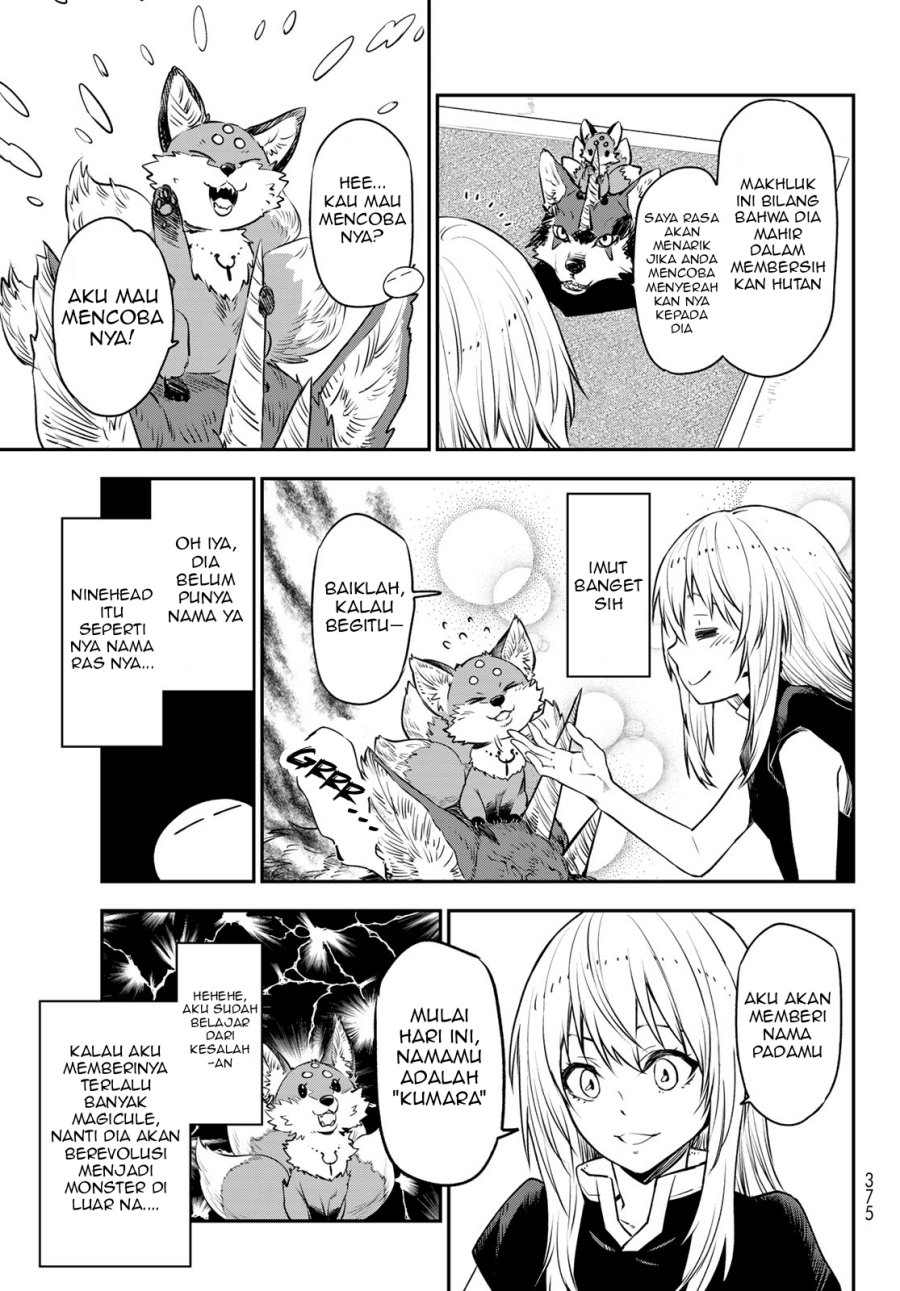 MAKHLUK
INI BILANG
BAHWA DIA
MAHIR
DALAM
MEMBERSIH
KAN HUTAN
SAYA RASA
AKAN
MENARIK
JIKA ANDA
MENCOBA
MENYERAH
KAN NYA
KEPADA
DIA
HEE...
KAU MAU
MENCOBA
NYA?
AKU MAU
MENCOBA
NYA!
IMUT
BANGET
SIH
BAIKLAH,
KALAU
BEGITU–
GRRR....
OH IYA,
DIA
BELUM
PUNYA
NAMA YA
NINEHEAD
ITU
SEPERTI
NYA NAMA
RAS NYA...
AKU AKAN
MEMBERI
NAMA
PADAMU
MULAI
HARI INI,
NAMAMU
ADALAH
"KUMARA"
HEHEHE,
AKU SUDAH
BELAJAR
DARI
KESALAH
-AN
KALAU AKU
MEMBERINYA
TERLALU
BANYAK
MAGICULE,
NANTI DIA AKAN
BEREVOLUSI
MENJADI
MONSTER DI
LUAR NA....
375